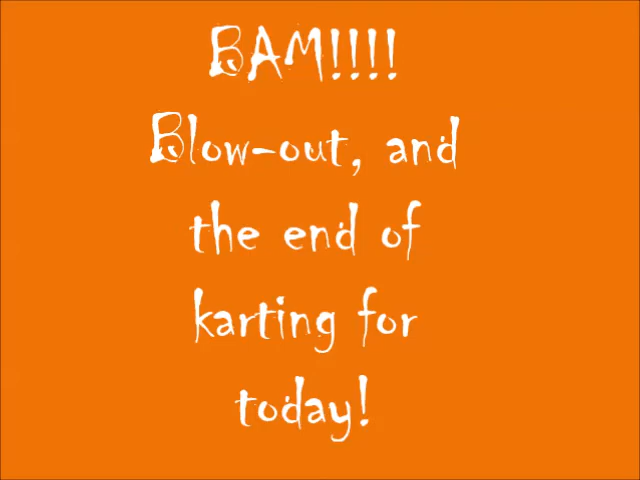 BAM!!!!
Blow-out, and
the end of
karting for
today!